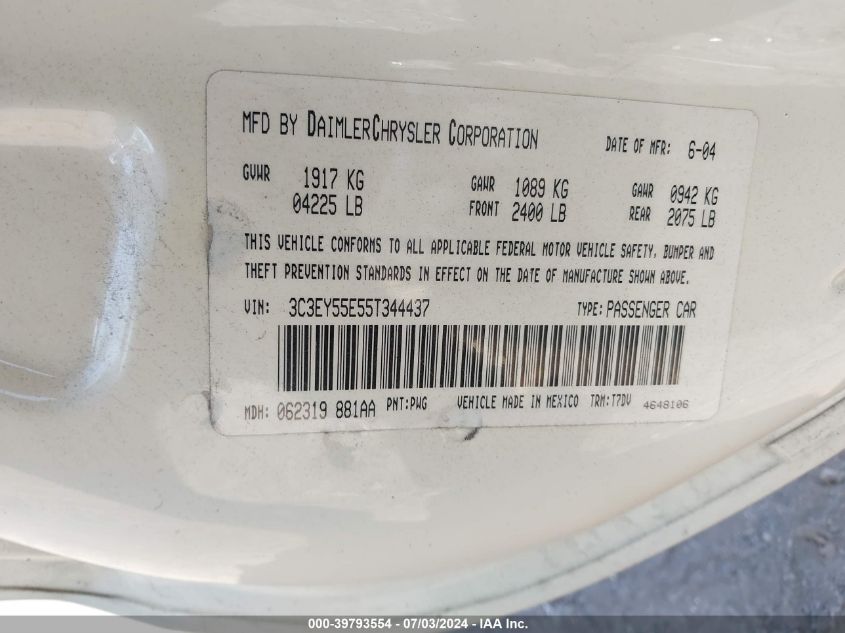 MFD BY DAIMLERCHRYSLER CORPORATION DATE OF MFR: 6-04
GVWR 1917 KG GAWR 1089 KG GAWR 0942 KG
04225 LB FRONT 2400 LB REAR 2075 LB
THIS VEHICLE CONFORMS TO ALL APPLICABLE FEDERAL MOTOR VEHICLE SAFETY, BUMPER AND
THEFT PREVENTION STANDARDS IN EFFECT ON THE DATE OF MANUFACTURE SHOWN ABOVE.
VIN: 3C3EY55E55T344437 TYPE: PASSENGER CAR
MDH: 062319 881AA PNT:PWG VEHICLE MADE IN MEXICO TRM:T7DV 4648106
000-39793554 / 07/03/2024 - IAA Inc.